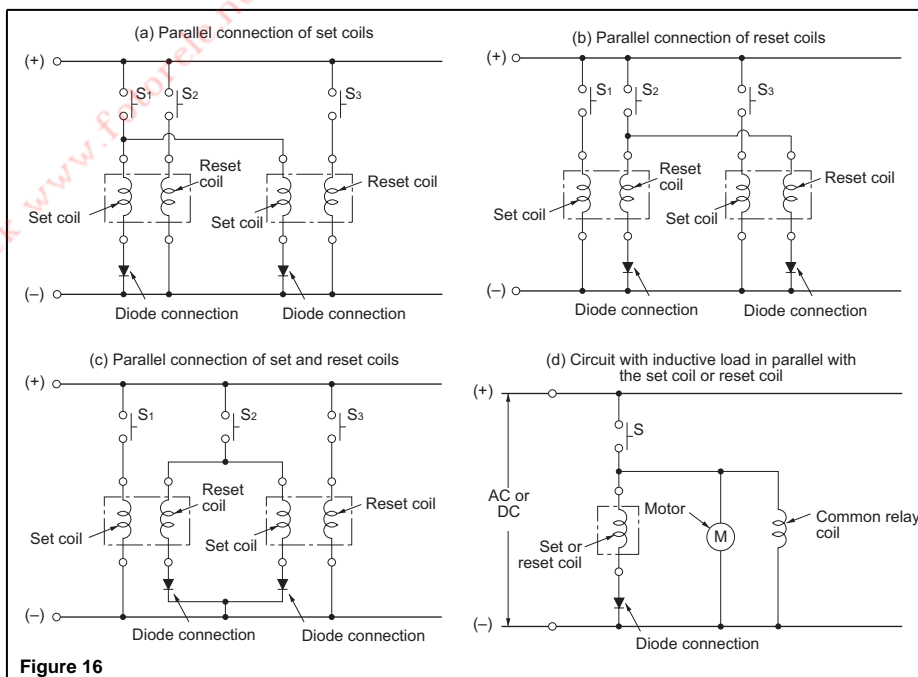 (a) Parallel connection of set coils
(+)
S1
S2
S3
Reset
coil
Reset coil
Set coil
Set coil
(–)
Diode connection
Diode connection
(b) Parallel connection of reset coils
(+)
S1
S2
S3
Reset
coil
Reset coil
Set coil
Set coil
(–)
Diode connection
Diode connection
(c) Parallel connection of set and reset coils
(+)
S1
S2
S3
Reset
coil
Reset coil
Set coil
Set coil
(–)
Diode connection
Diode connection
(d) Circuit with inductive load in parallel with
the set coil or reset coil
(+)
S
AC or
DC
Motor
M
Common relay
coil
Set or
reset coil
(–)
Diode connection
Figure 16
www.fotorele.ne